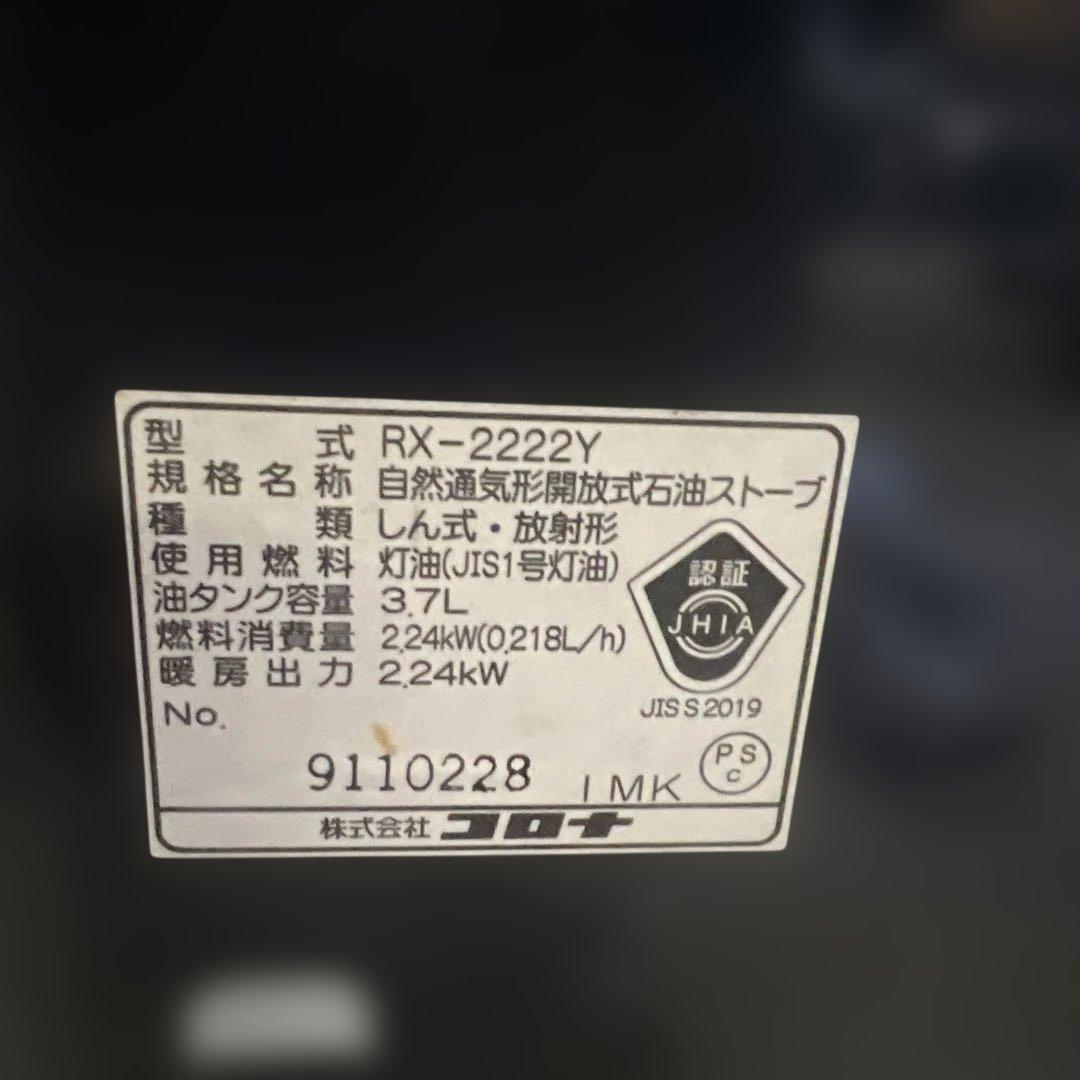 型式 RX-2222Y
規格名称 自然通気形開放式石油ストーブ
種類 しん式・放射形
使用燃料 灯油(JIS1号灯油)
油タンク容量 3.7L
燃料消費量 2.24kW(0.218L/h)
暖房出力 2.24kW
認証
JHIA
JIS S 2019
No.
9110228 IMK
PS
C
株式会社 コロナ